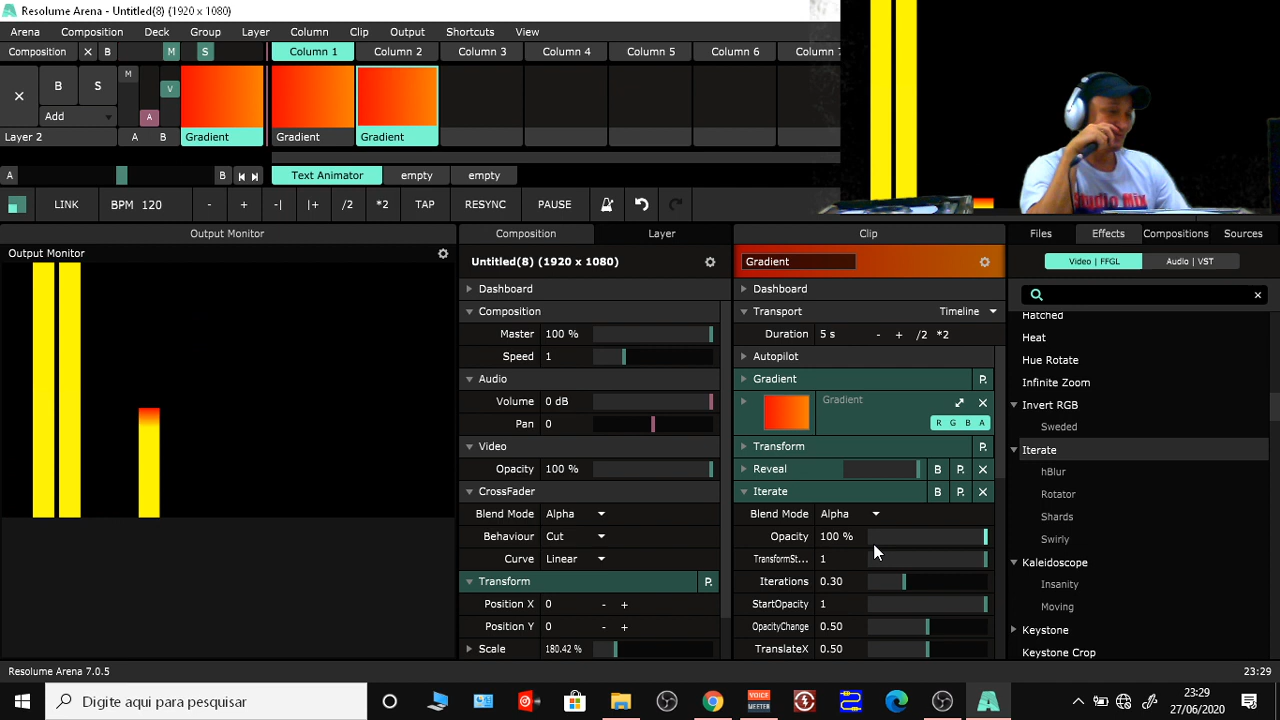 Resolume Arena - Untitled(8) (1920 x 1080)
Arena Composition Deck Group Layer Column Clip Output Shortcuts View
Composition × B M S Column 1 Column 2 Column 3 Column 4 Column 5 Column 6 Column 7
× B S M V
Add A
Layer 2 A B Gradient Gradient Gradient
A B Text Animator empty empty
LINK BPM 120 - + -| |+ /2 *2 TAP RESYNC PAUSE
Output Monitor Composition Layer Clip Files Effects Compositions Sources
Output Monitor
Untitled(8) (1920 x 1080)
Dashboard
Composition
Master 100 %
Speed 1
Audio
Volume 0 dB
Pan 0
Video
Opacity 100 %
CrossFader
Blend Mode Alpha
Behaviour Cut
Curve Linear
Transform P.
Position X 0 - +
Position Y 0 - +
Scale 180.42 %
Gradient
Dashboard
Transport Timeline
Duration 5 s - + /2 *2
Autopilot
Gradient P.
Gradient
R G B A
Transform P.
Reveal B P. ×
Iterate B P. ×
Blend Mode Alpha
Opacity 100 %
TransformSt... 1
Iterations 0.30
StartOpacity 1
OpacityChange 0.50
TranslateX 0.50
Video | FFGL Audio | VST
Hatched
Heat
Hue Rotate
Infinite Zoom
Invert RGB
Sweded
Iterate
hBlur
Rotator
Shards
Swirly
Kaleidoscope
Insanity
Moving
Keystone
Keystone Crop
Studio Mix
Resolume Arena 7.0.5 23:29
Digite aqui para pesquisar
VOICE
MEETER
23:29
27/06/2020